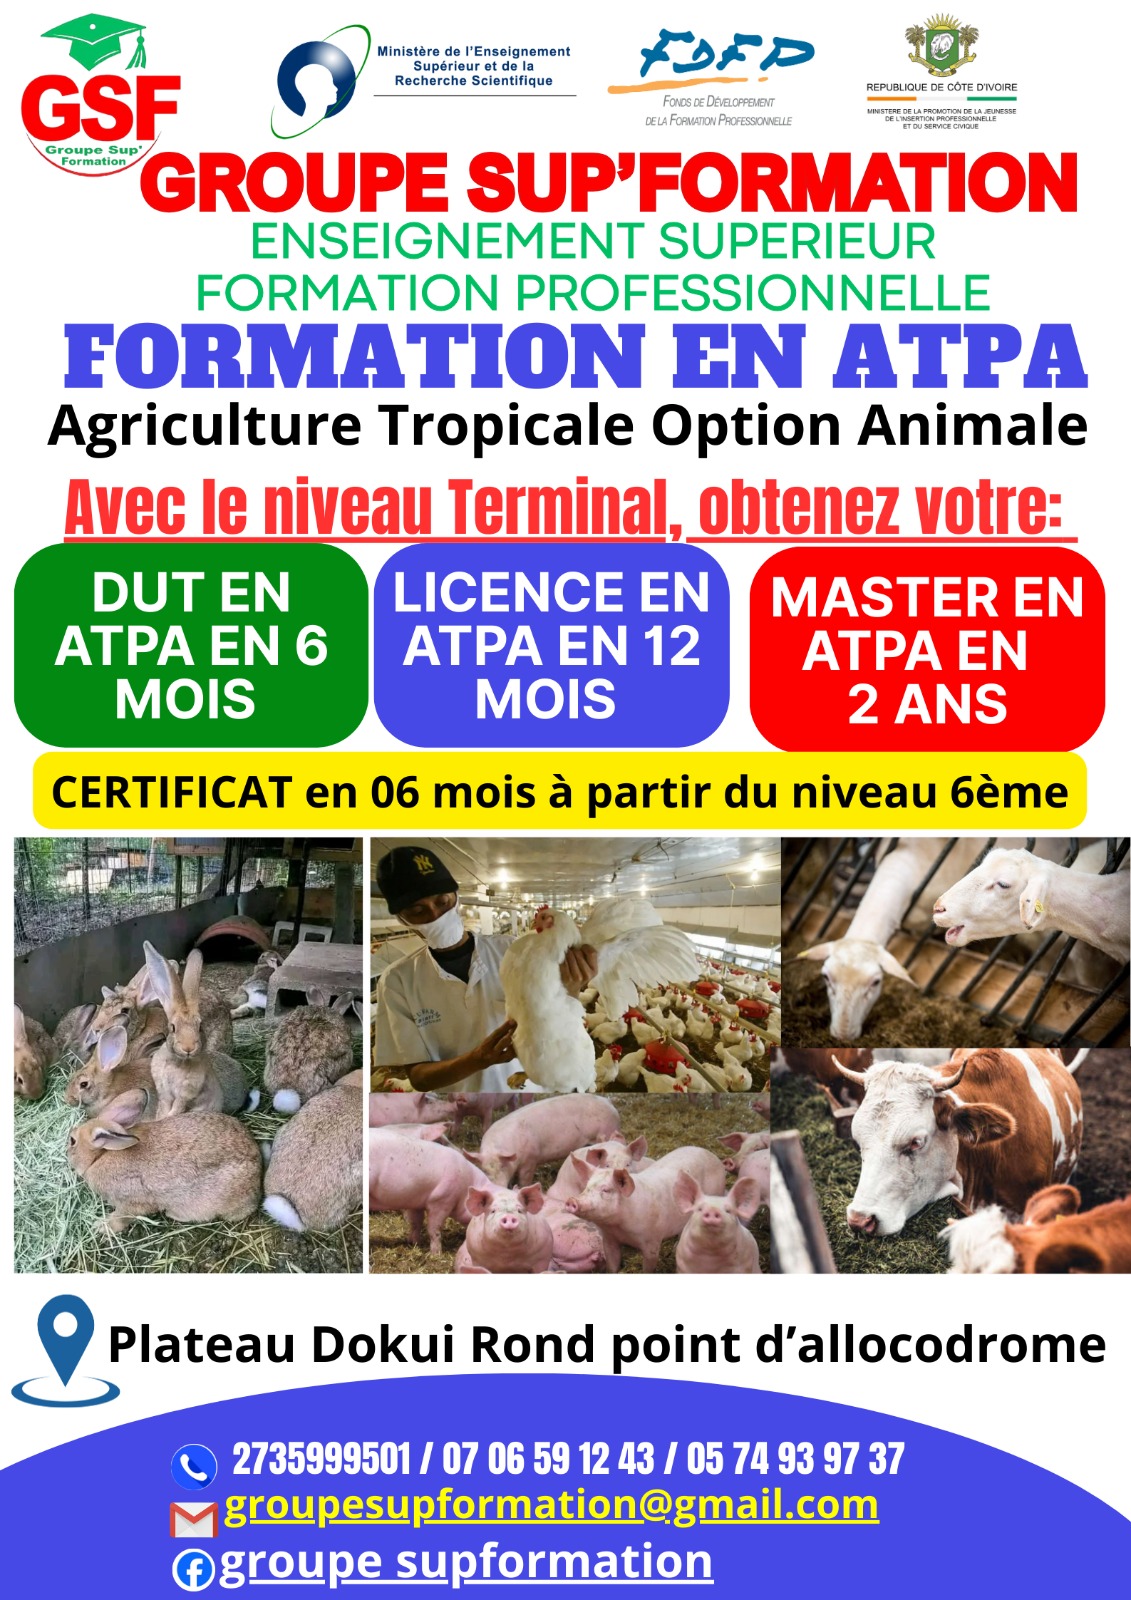 GSF
Groupe Sup'
Formation
Ministère de l'Enseignement
Supérieur et de la
Recherche Scientifique
FDFP
FONDS DE DÉVELOPPEMENT
DE LA FORMATION PROFESSIONNELLE
REPUBLIQUE DE CÔTE D'IVOIRE
MINISTERE DE LA PROMOTION DE LA JEUNESSE
DE L'INSERTION PROFESSIONNELLE
ET DU SERVICE CIVIQUE
GROUPE SUP'FORMATION
ENSEIGNEMENT SUPERIEUR
FORMATION PROFESSIONNELLE
FORMATION EN ATPA
Agriculture Tropicale Option Animale
Avec le niveau Terminal, obtenez votre:
DUT EN
ATPA EN 6
MOIS
LICENCE EN
ATPA EN 12
MOIS
MASTER EN
ATPA EN
2 ANS
CERTIFICAT en 06 mois à partir du niveau 6ème
Plateau Dokui Rond point d'allocodrome
2735999501 / 07 06 59 12 43 / 05 74 93 97 37
groupesupformation@gmail.com
groupe supformation